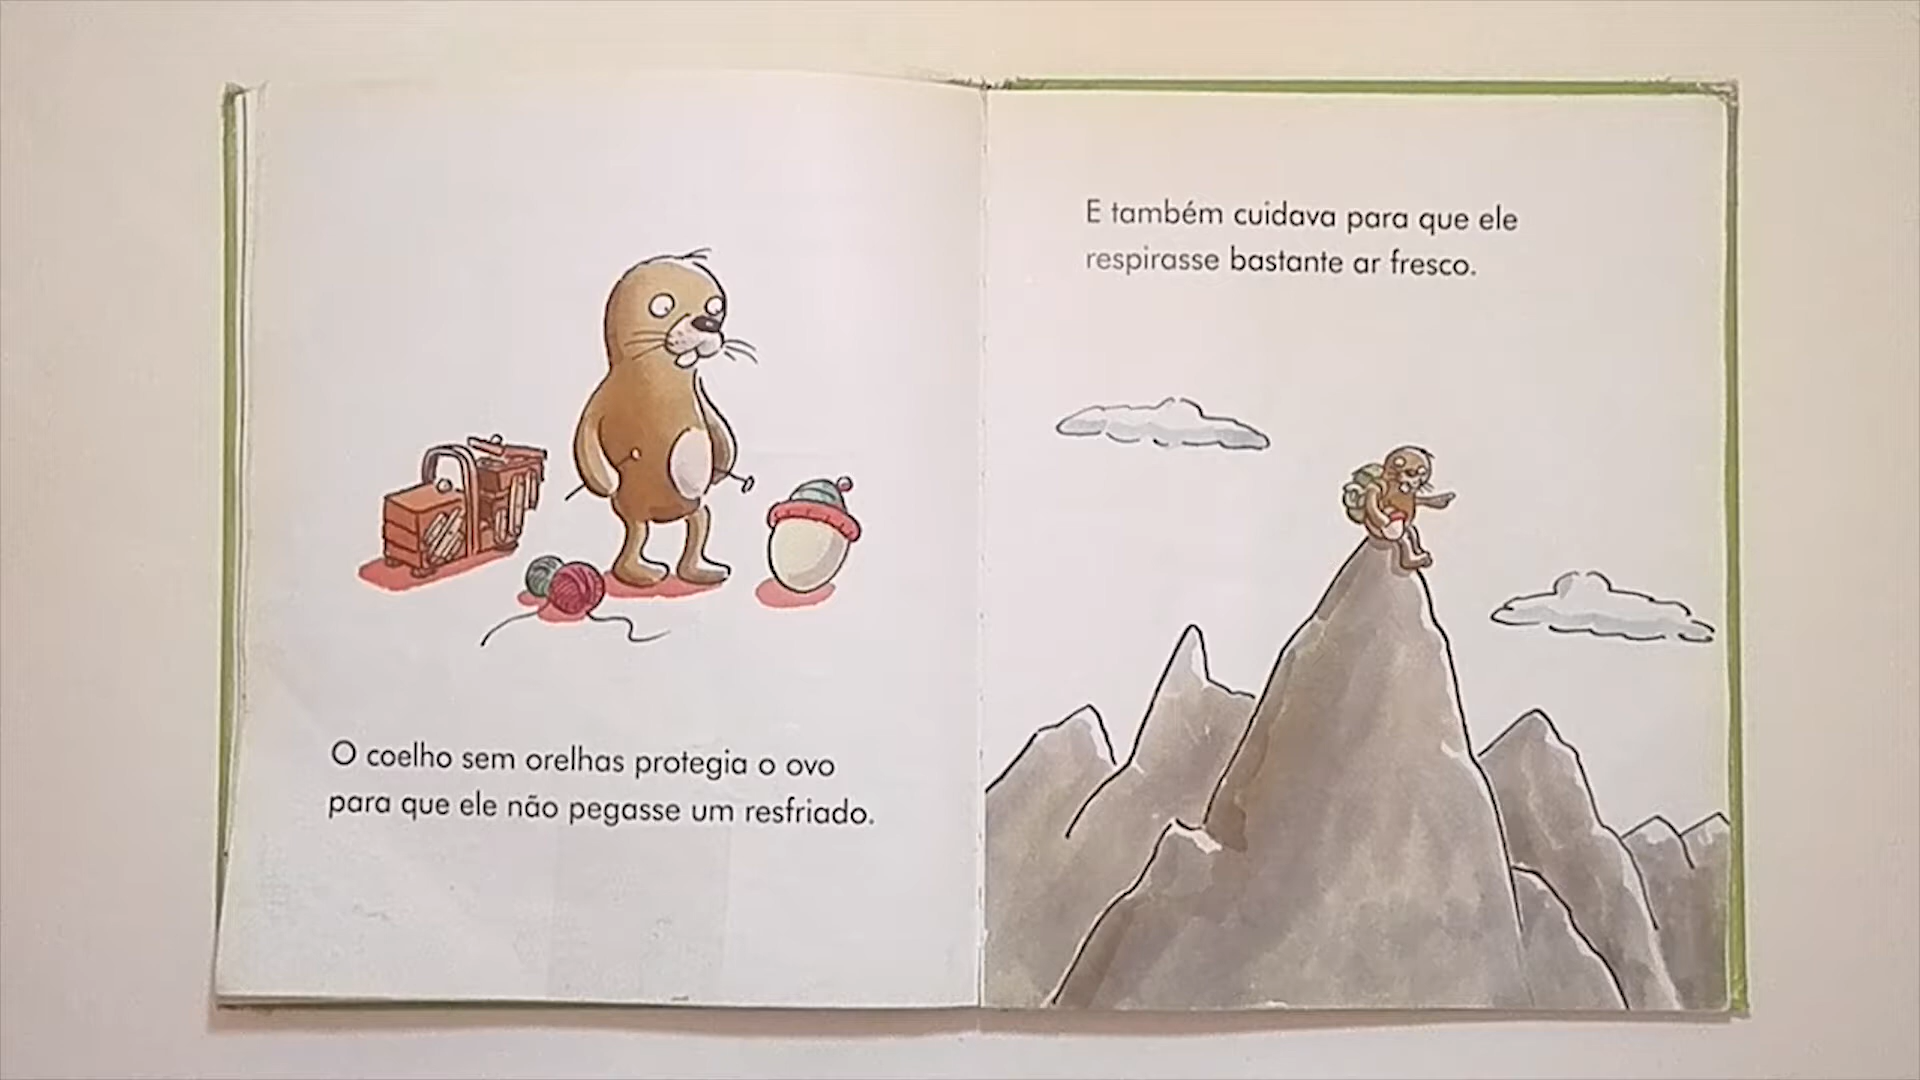 O coelho sem orelhas protegia o ovo
para que ele não pegasse um resfriado.
E também cuidava para que ele
respirasse bastante ar fresco.